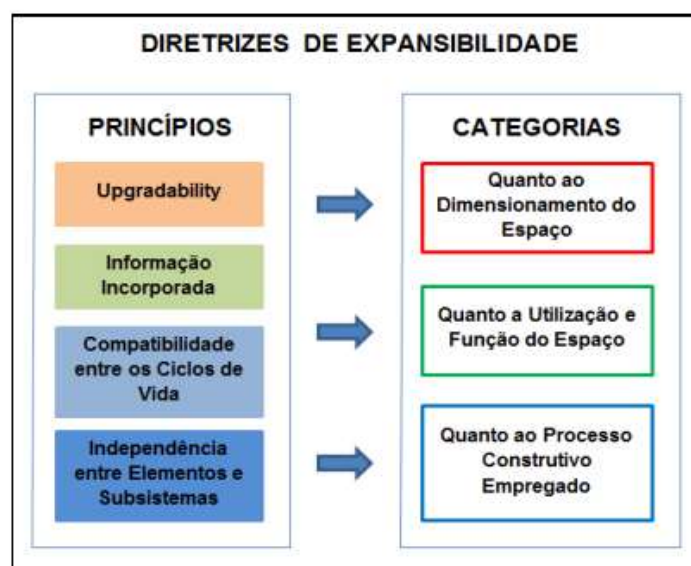 DIRETRIZES DE EXPANSIBILIDADE
PRINCÍPIOS
Upgradability
Informação
Incorporada
Compatibilidade
entre os Ciclos de
Vida
Independência
entre Elementos e
Subsistemas
CATEGORIAS
Quanto ao
Dimensionamento do
Espaço
Quanto a Utilização e
Função do Espaço
Quanto ao Processo
Construtivo
Empregado